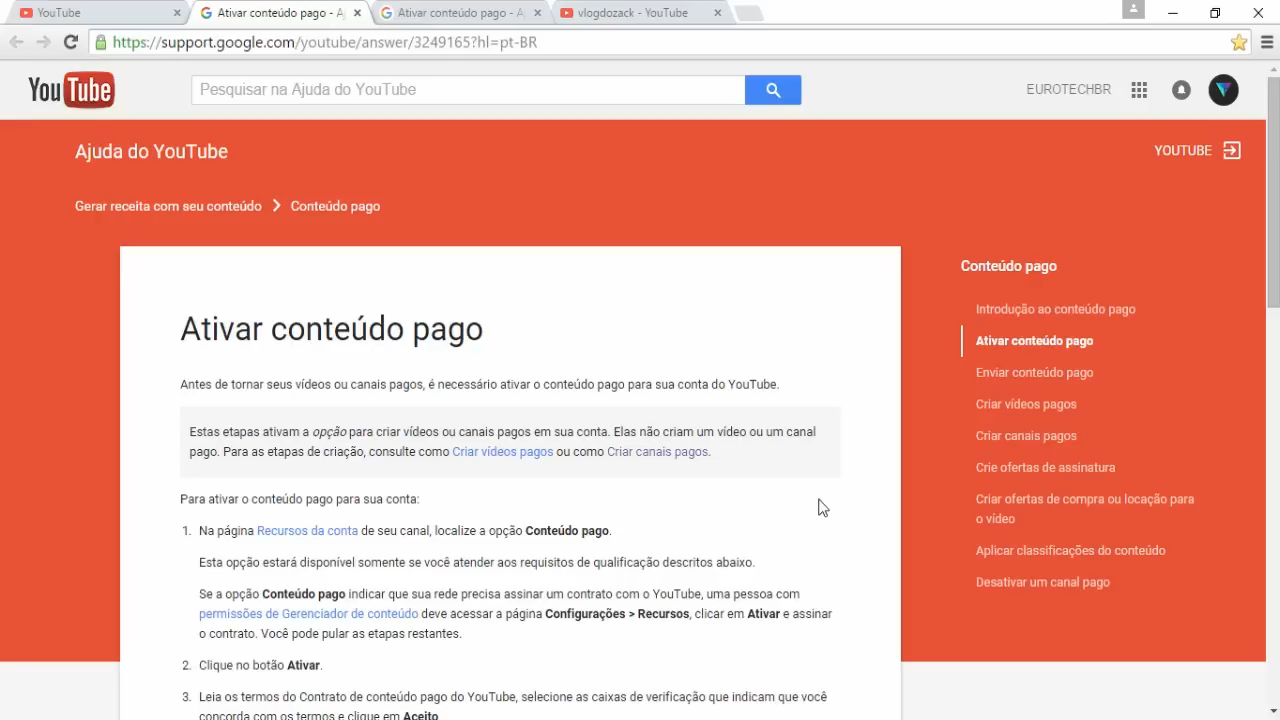 YouTube
Ativar conteúdo pago - A
Ativar conteúdo pago - A
vlogdozack - YouTube
https://support.google.com/youtube/answer/3249165?hl=pt-BR
YouTube
Pesquisar na Ajuda do YouTube
EUROTECHBR
Ajuda do YouTube
YOUTUBE
Gerar receita com seu conteúdo
Conteúdo pago
Ativar conteúdo pago
Antes de tornar seus vídeos ou canais pagos, é necessário ativar o conteúdo pago para sua conta do YouTube.
Estas etapas ativam a opção para criar vídeos ou canais pagos em sua conta. Elas não criam um vídeo ou um canal
pago. Para as etapas de criação, consulte como Criar vídeos pagos ou como Criar canais pagos.
Para ativar o conteúdo pago para sua conta:
1. Na página Recursos da conta de seu canal, localize a opção Conteúdo pago.
Esta opção estará disponível somente se você atender aos requisitos de qualificação descritos abaixo.
Se a opção Conteúdo pago indicar que sua rede precisa assinar um contrato com o YouTube, uma pessoa com
permissões de Gerenciador de conteúdo deve acessar a página Configurações > Recursos, clicar em Ativar e assinar
o contrato. Você pode pular as etapas restantes.
2. Clique no botão Ativar.
3. Leia os termos do Contrato de conteúdo pago do YouTube, selecione as caixas de verificação que indicam que você
concorda com os termos e clique em Aceito
Conteúdo pago
Introdução ao conteúdo pago
Ativar conteúdo pago
Enviar conteúdo pago
Criar vídeos pagos
Criar canais pagos
Crie ofertas de assinatura
Criar ofertas de compra ou locação para
o vídeo
Aplicar classificações do conteúdo
Desativar um canal pago